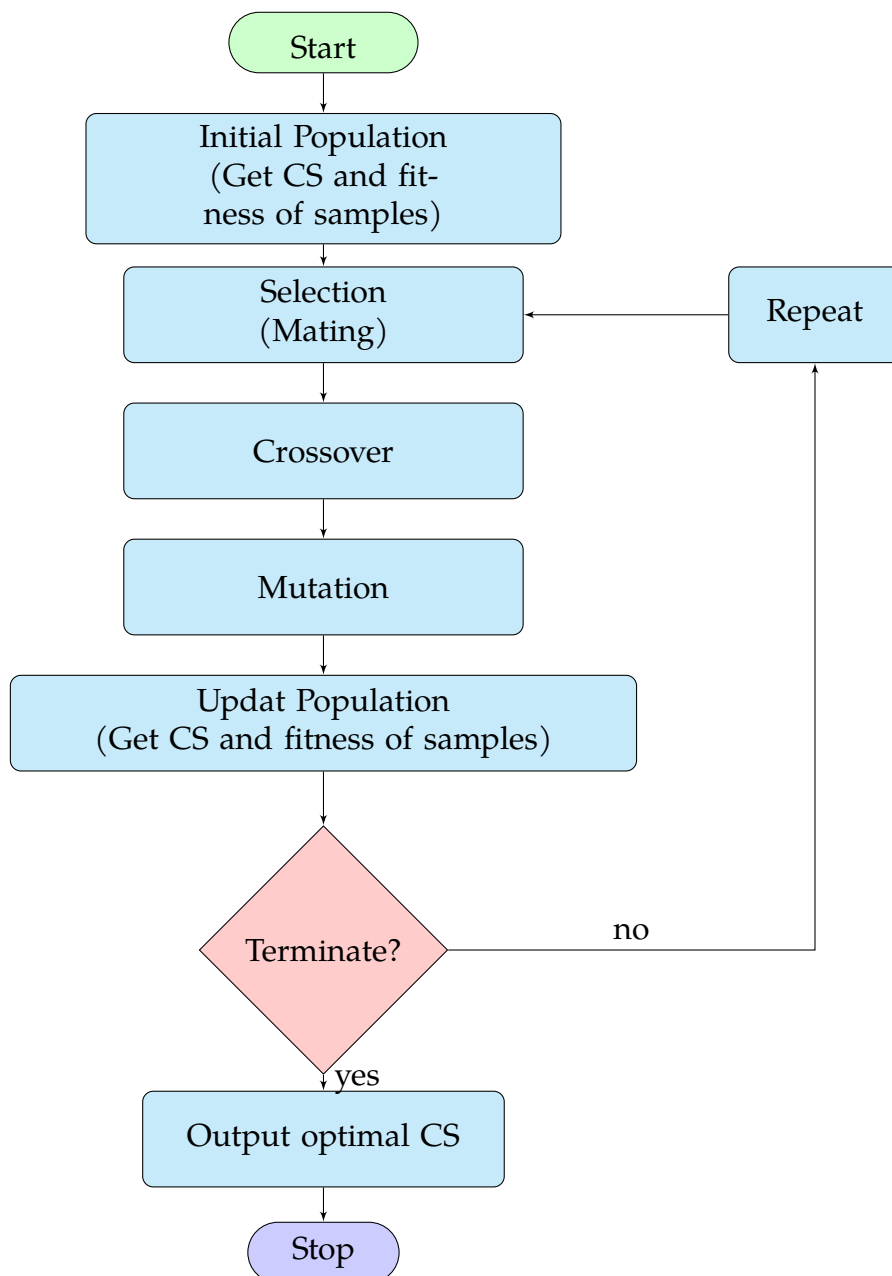 Start
Initial Population
(Get CS and fit-
ness of samples)
Selection
(Mating)
Repeat
Crossover
Mutation
Updat Population
(Get CS and fitness of samples)
Terminate?
no
yes
Output optimal CS
Stop